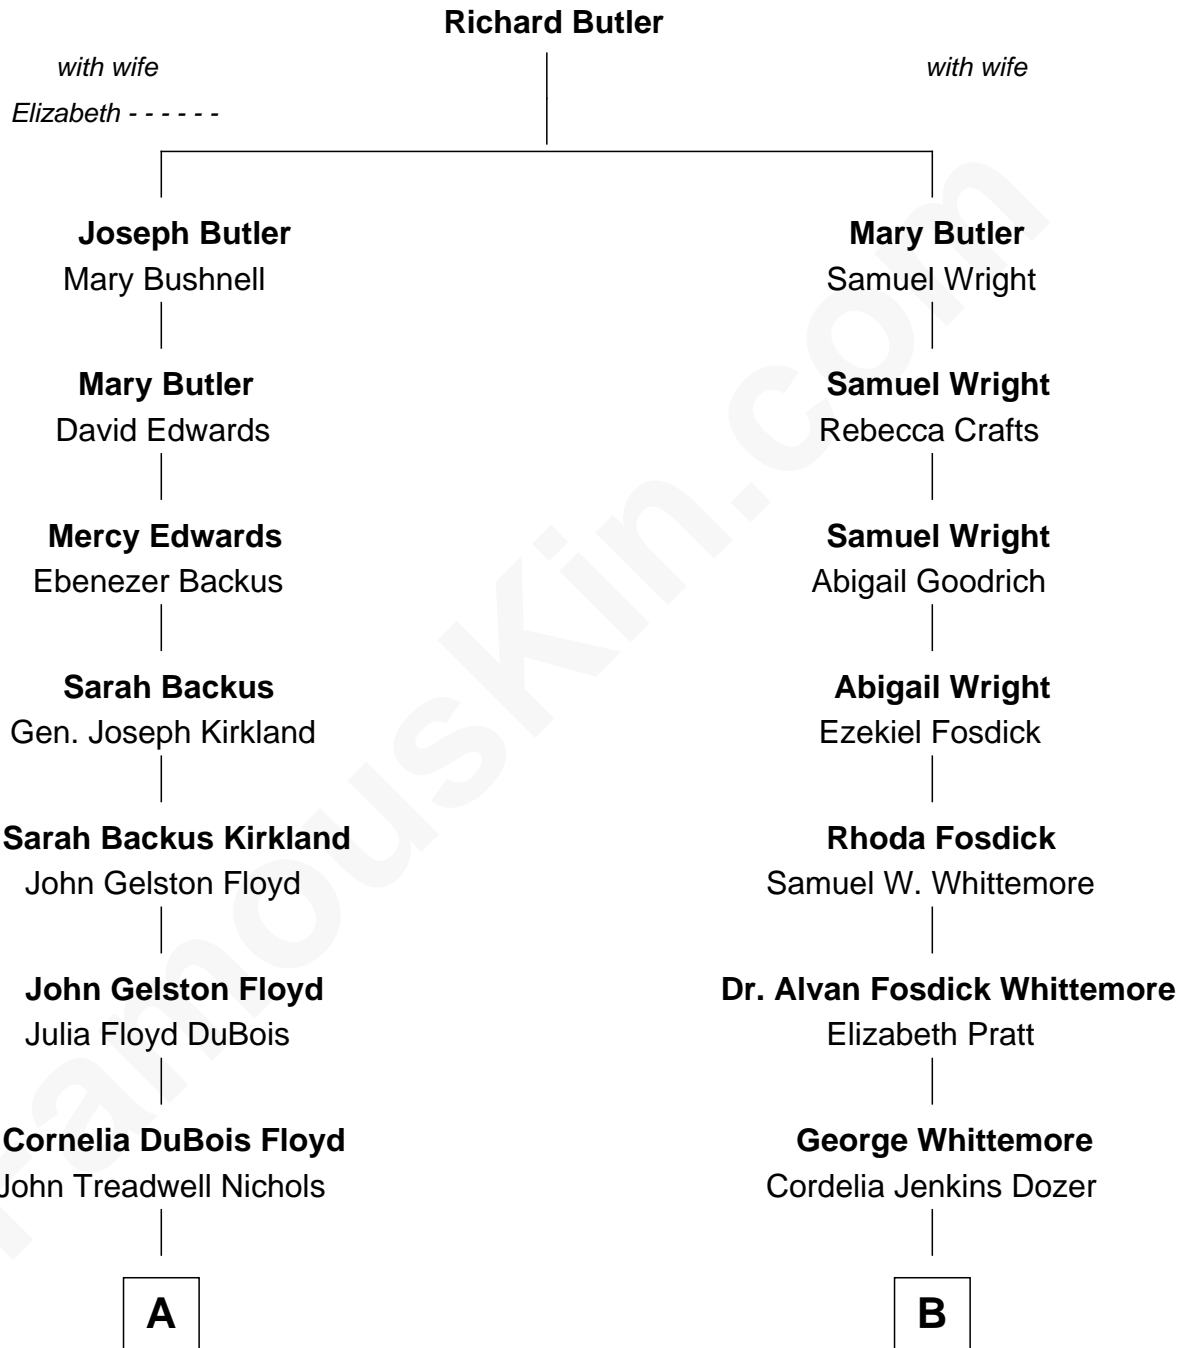 Richard Butler
with wife
with wife
Elizabeth - - - - - -
Joseph Butler
Mary Butler
Mary Bushnell
Samuel Wright
Mary Butler
Samuel Wright
David Edwards
Rebecca Crafts
Mercy Edwards
Samuel Wright
Ebenezer Backus
Abigail Goodrich
Sarah Backus
Abigail Wright
Gen. Joseph Kirkland
Ezekiel Fosdick
Sarah Backus Kirkland
Rhoda Fosdick
John Gelston Floyd
Samuel W. Whittemore
John Gelston Floyd
Dr. Alvan Fosdick Whittemore
Julia Floyd DuBois
Elizabeth Pratt
Cornelia DuBois Floyd
George Whittemore
John Treadwell Nichols
Cordelia Jenkins Dozer
A
B
FamousKin.com